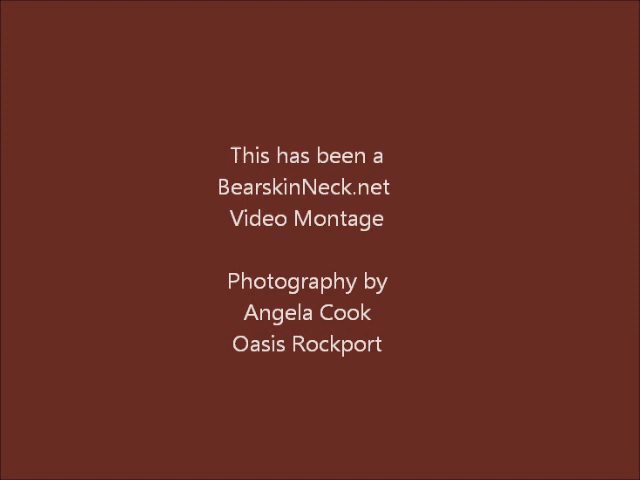 This has been a
BearskinNeck.net
Video Montage
Photography by
Angela Cook
Oasis Rockport